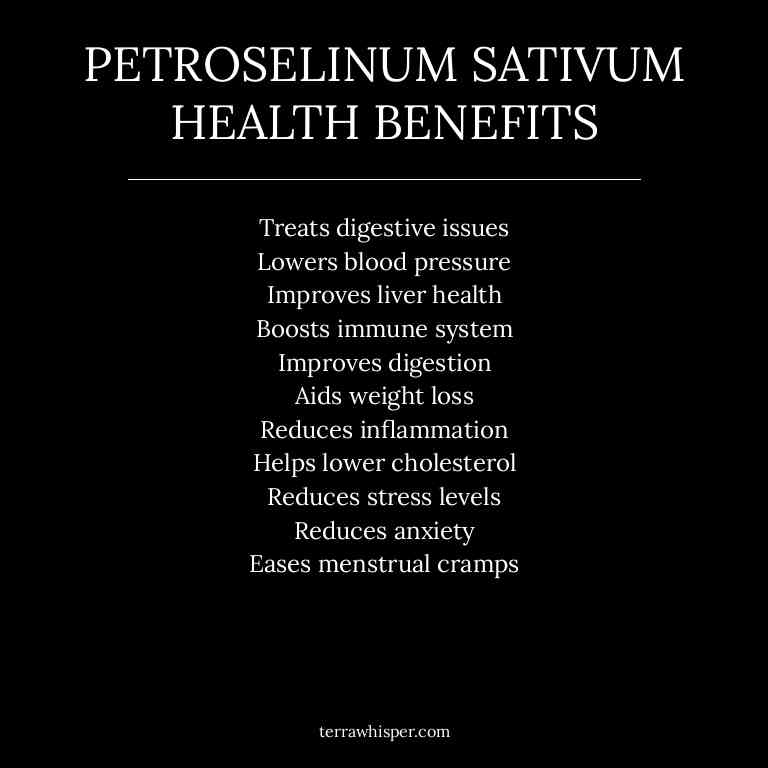 PETROSELINUM SATIVUM
HEALTH BENEFITS
Treats digestive issues
Lowers blood pressure
Improves liver health
Boosts immune system
Improves digestion
Aids weight loss
Reduces inflammation
Helps lower cholesterol
Reduces stress levels
Reduces anxiety
Eases menstrual cramps
terrawhisper.com